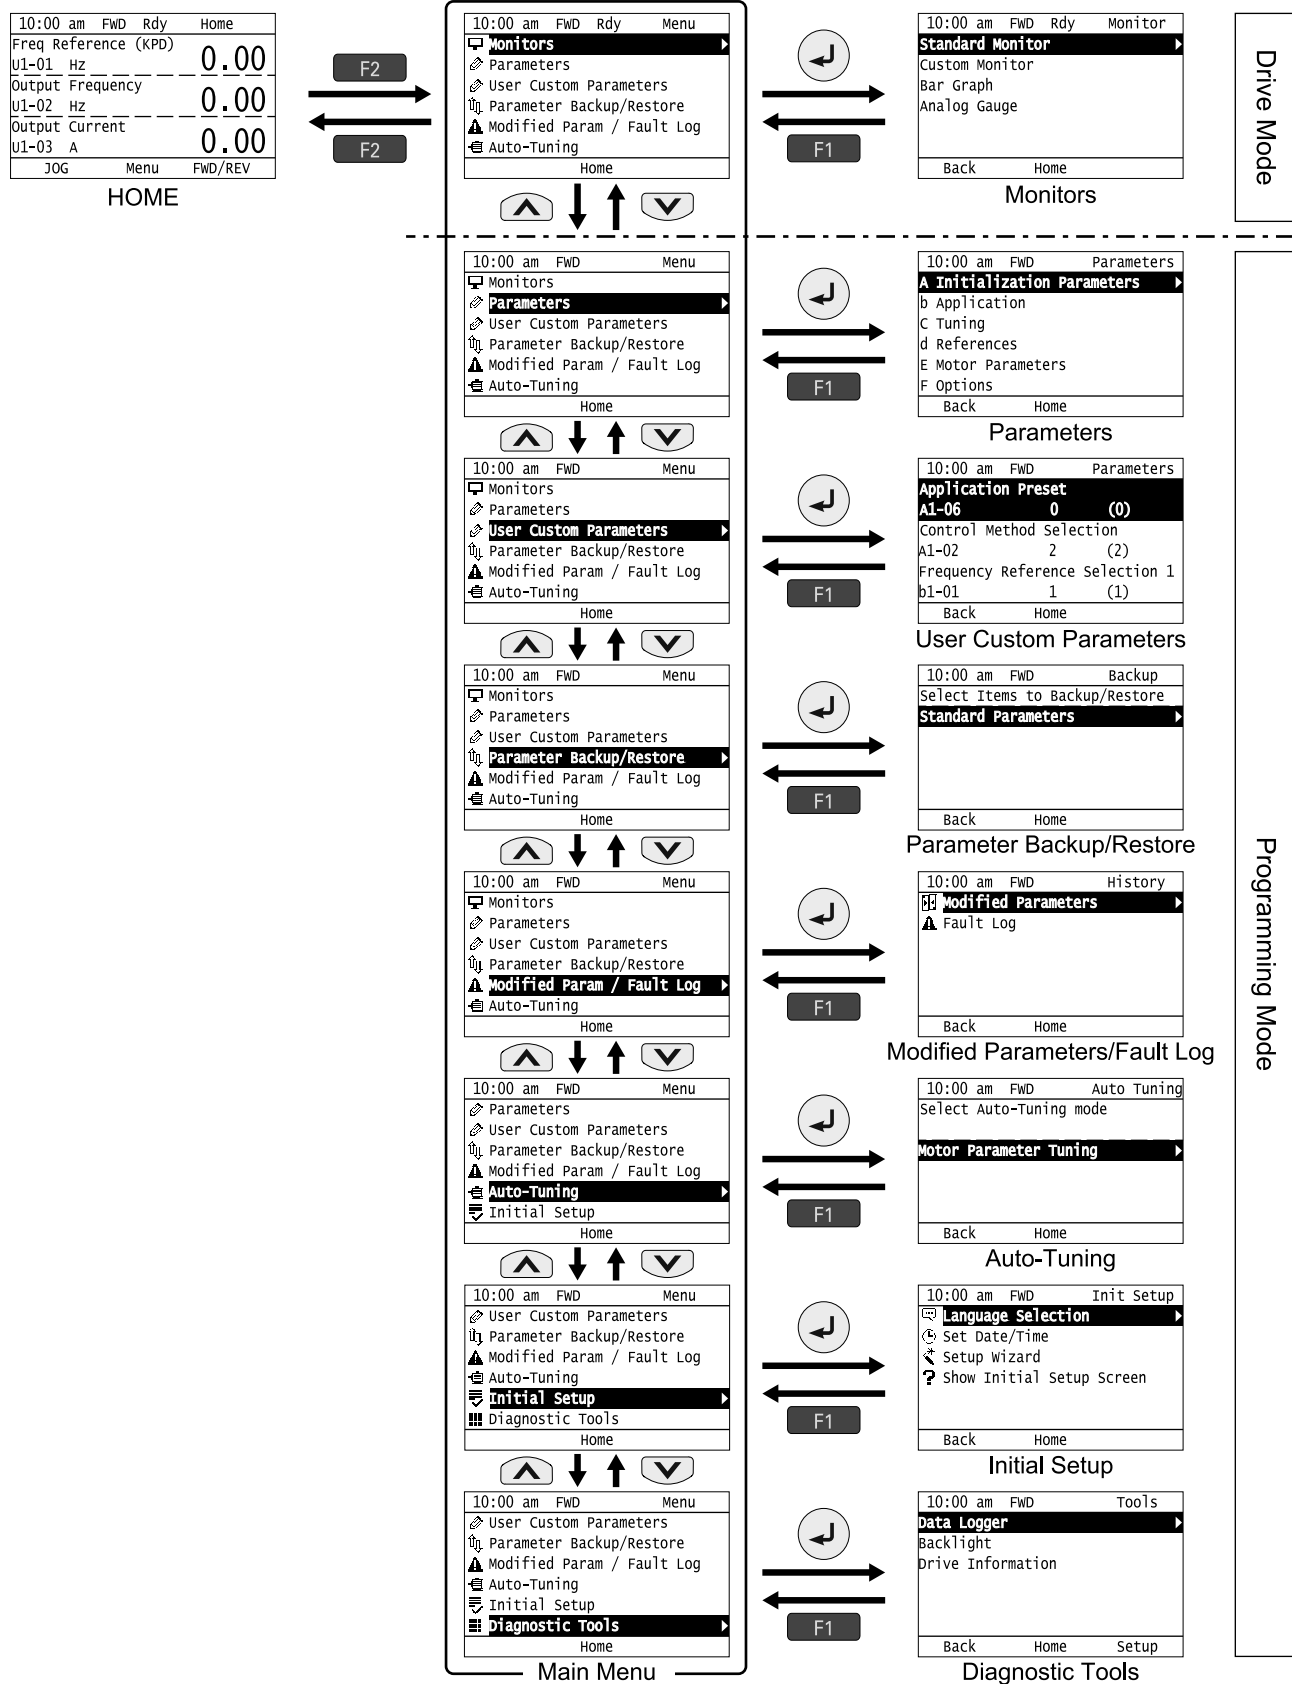 10:00 am FWD Rdy Home
Freq Reference (KPD)
U1-01 Hz 0.00
Output Frequency
U1-02 Hz 0.00
Output Current
U1-03 A 0.00
JOG Menu FWD/REV
HOME
F2
F2
10:00 am FWD Rdy Menu
Monitors
Parameters
User Custom Parameters
Parameter Backup/Restore
Modified Param / Fault Log
Auto-Tuning
Home
F1
10:00 am FWD Rdy Monitor
Standard Monitor
Custom Monitor
Bar Graph
Analog Gauge
Back Home
Monitors
Drive Mode
10:00 am FWD Menu
Monitors
Parameters
User Custom Parameters
Parameter Backup/Restore
Modified Param / Fault Log
Auto-Tuning
Home
F1
10:00 am FWD Parameters
A Initialization Parameters
b Application
C Tuning
d References
E Motor Parameters
F Options
Back Home
Parameters
10:00 am FWD Menu
Monitors
Parameters
User Custom Parameters
Parameter Backup/Restore
Modified Param / Fault Log
Auto-Tuning
Home
F1
10:00 am FWD Parameters
Application Preset
A1-06 0 (0)
Control Method Selection
A1-02 2 (2)
Frequency Reference Selection 1
b1-01 1 (1)
Back Home
User Custom Parameters
10:00 am FWD Menu
Monitors
Parameters
User Custom Parameters
Parameter Backup/Restore
Modified Param / Fault Log
Auto-Tuning
Home
F1
10:00 am FWD Backup
Select Items to Backup/Restore
Standard Parameters
Back Home
Parameter Backup/Restore
10:00 am FWD Menu
Monitors
Parameters
User Custom Parameters
Parameter Backup/Restore
Modified Param / Fault Log
Auto-Tuning
Home
F1
10:00 am FWD History
Modified Parameters
Fault Log
Back Home
Modified Parameters/Fault Log
10:00 am FWD Menu
Parameters
User Custom Parameters
Parameter Backup/Restore
Modified Param / Fault Log
Auto-Tuning
Initial Setup
Home
F1
10:00 am FWD Auto Tuning
Select Auto-Tuning mode
Motor Parameter Tuning
Back Home
Auto-Tuning
10:00 am FWD Menu
User Custom Parameters
Parameter Backup/Restore
Modified Param / Fault Log
Auto-Tuning
Initial Setup
Diagnostic Tools
Home
F1
10:00 am FWD Init Setup
Language Selection
Set Date/Time
Setup Wizard
? Show Initial Setup Screen
Back Home
Initial Setup
10:00 am FWD Menu
User Custom Parameters
Parameter Backup/Restore
Modified Param / Fault Log
Auto-Tuning
Initial Setup
Diagnostic Tools
Home
Main Menu
F1
10:00 am FWD Tools
Data Logger
Backlight
Drive Information
Back Home Setup
Diagnostic Tools
Programming Mode